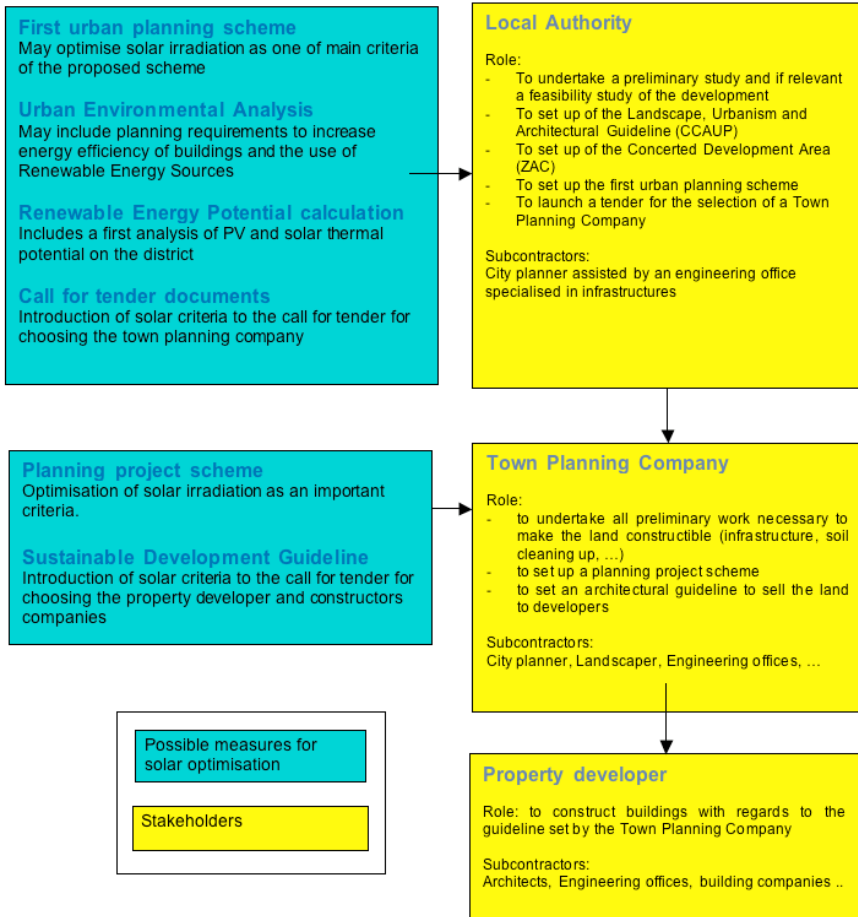 First urban planning scheme
May optimise solar irradiation as one of main criteria
of the proposed scheme
Urban Environmental Analysis
May include planning requirements to increase
energy efficiency of buildings and the use of
Renewable Energy Sources
Renewable Energy Potential calculation
Includes a first analysis of PV and solar thermal
potential on the district
Call for tender documents
Introduction of solar criteria to the call for tender for
choosing the town planning company
Local Authority
Role:
- To undertake a preliminary study and if relevant
a feasibility study of the development
- To set up of the Landscape, Urbanism and
Architectural Guideline (CCAUP)
- To set up of the Concerted Development Area
(ZAC)
- To set up the first urban planning scheme
- To launch a tender for the selection of a Town
Planning Company
Subcontractors:
City planner assisted by an engineering office
specialised in infrastructures
Planning project scheme
Optimisation of solar irradiation as an important
criteria.
Sustainable Development Guideline
Introduction of solar criteria to the call for tender for
choosing the property developer and constructors
companies
Town Planning Company
Role:
- to undertake all preliminary work necessary to
make the land constructible (infrastructure, soil
cleaning up, ...)
- to set up a planning project scheme
- to set an architectural guideline to sell the land
to developers
Subcontractors:
City planner, Landscaper, Engineering offices, ...
Possible measures for
solar optimisation
Stakeholders
Property developer
Role: to construct buildings with regards to the
guideline set by the Town Planning Company
Subcontractors:
Architects, Engineering offices, building companies ..